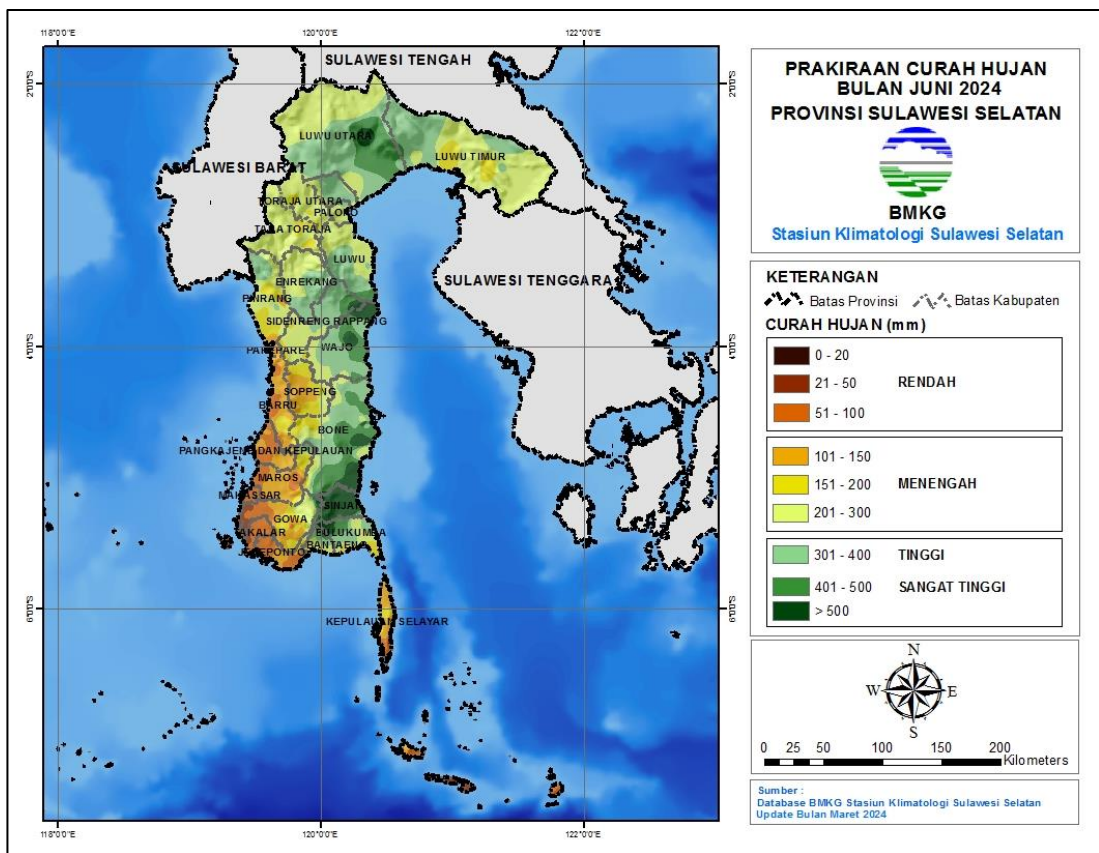 118°0'0"E
120°0'0"E
122°0'0"E
SULAWESI TENGAH
2°0'0"S
2°0'0"S
LUWU UTARA
LUWU TIMUR
SULAWESI BARAT
TORAJA UTARA
PALOPO
TANA TORAJA
LUWU
SULAWESI TENGGARA
ENREKANG
PINRANG
SIDENRENG RAPPANG
WAJO
PAREPARE
4°0'0"S
4°0'0"S
SOPPENG
BARRU
BONE
PANGKAJENE DAN KEPULAUAN
MAROS
MAKASSAR
SINJAI
GOWA
TAKALAR
BULUKUMBA
BANTAENG
JENEPONTO
6°0'0"S
6°0'0"S
KEPULAUAN SELAYAR
118°0'0"E
120°0'0"E
122°0'0"E
PRAKIRAAN CURAH HUJAN
BULAN JUNI 2024
PROVINSI SULAWESI SELATAN
BMKG
Stasiun Klimatologi Sulawesi Selatan
KETERANGAN
Batas Provinsi
Batas Kabupaten
CURAH HUJAN (mm)
0 - 20
21 - 50 RENDAH
51 - 100
101 - 150
151 - 200 MENENGAH
201 - 300
301 - 400 TINGGI
401 - 500 SANGAT TINGGI
> 500
N
W E
S
0 25 50 100 150 200
Kilometers
Sumber :
Database BMKG Stasiun Klimatologi Sulawesi Selatan
Update Bulan Maret 2024